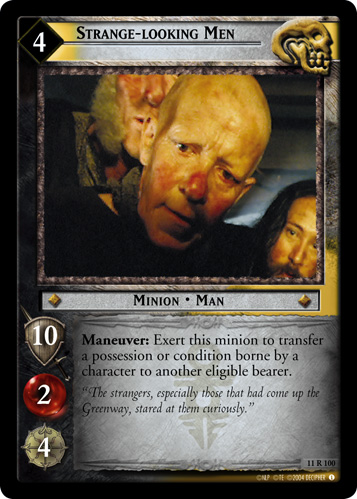 4
Strange-looking Men
Minion • Man
10
2
4
Maneuver: Exert this minion to transfer
a possession or condition borne by a
character to another eligible bearer.
"The strangers, especially those that had come up the
Greenway, stared at them curiously."
11 R 100
©NLP ©TE ©2004 DECIPHER